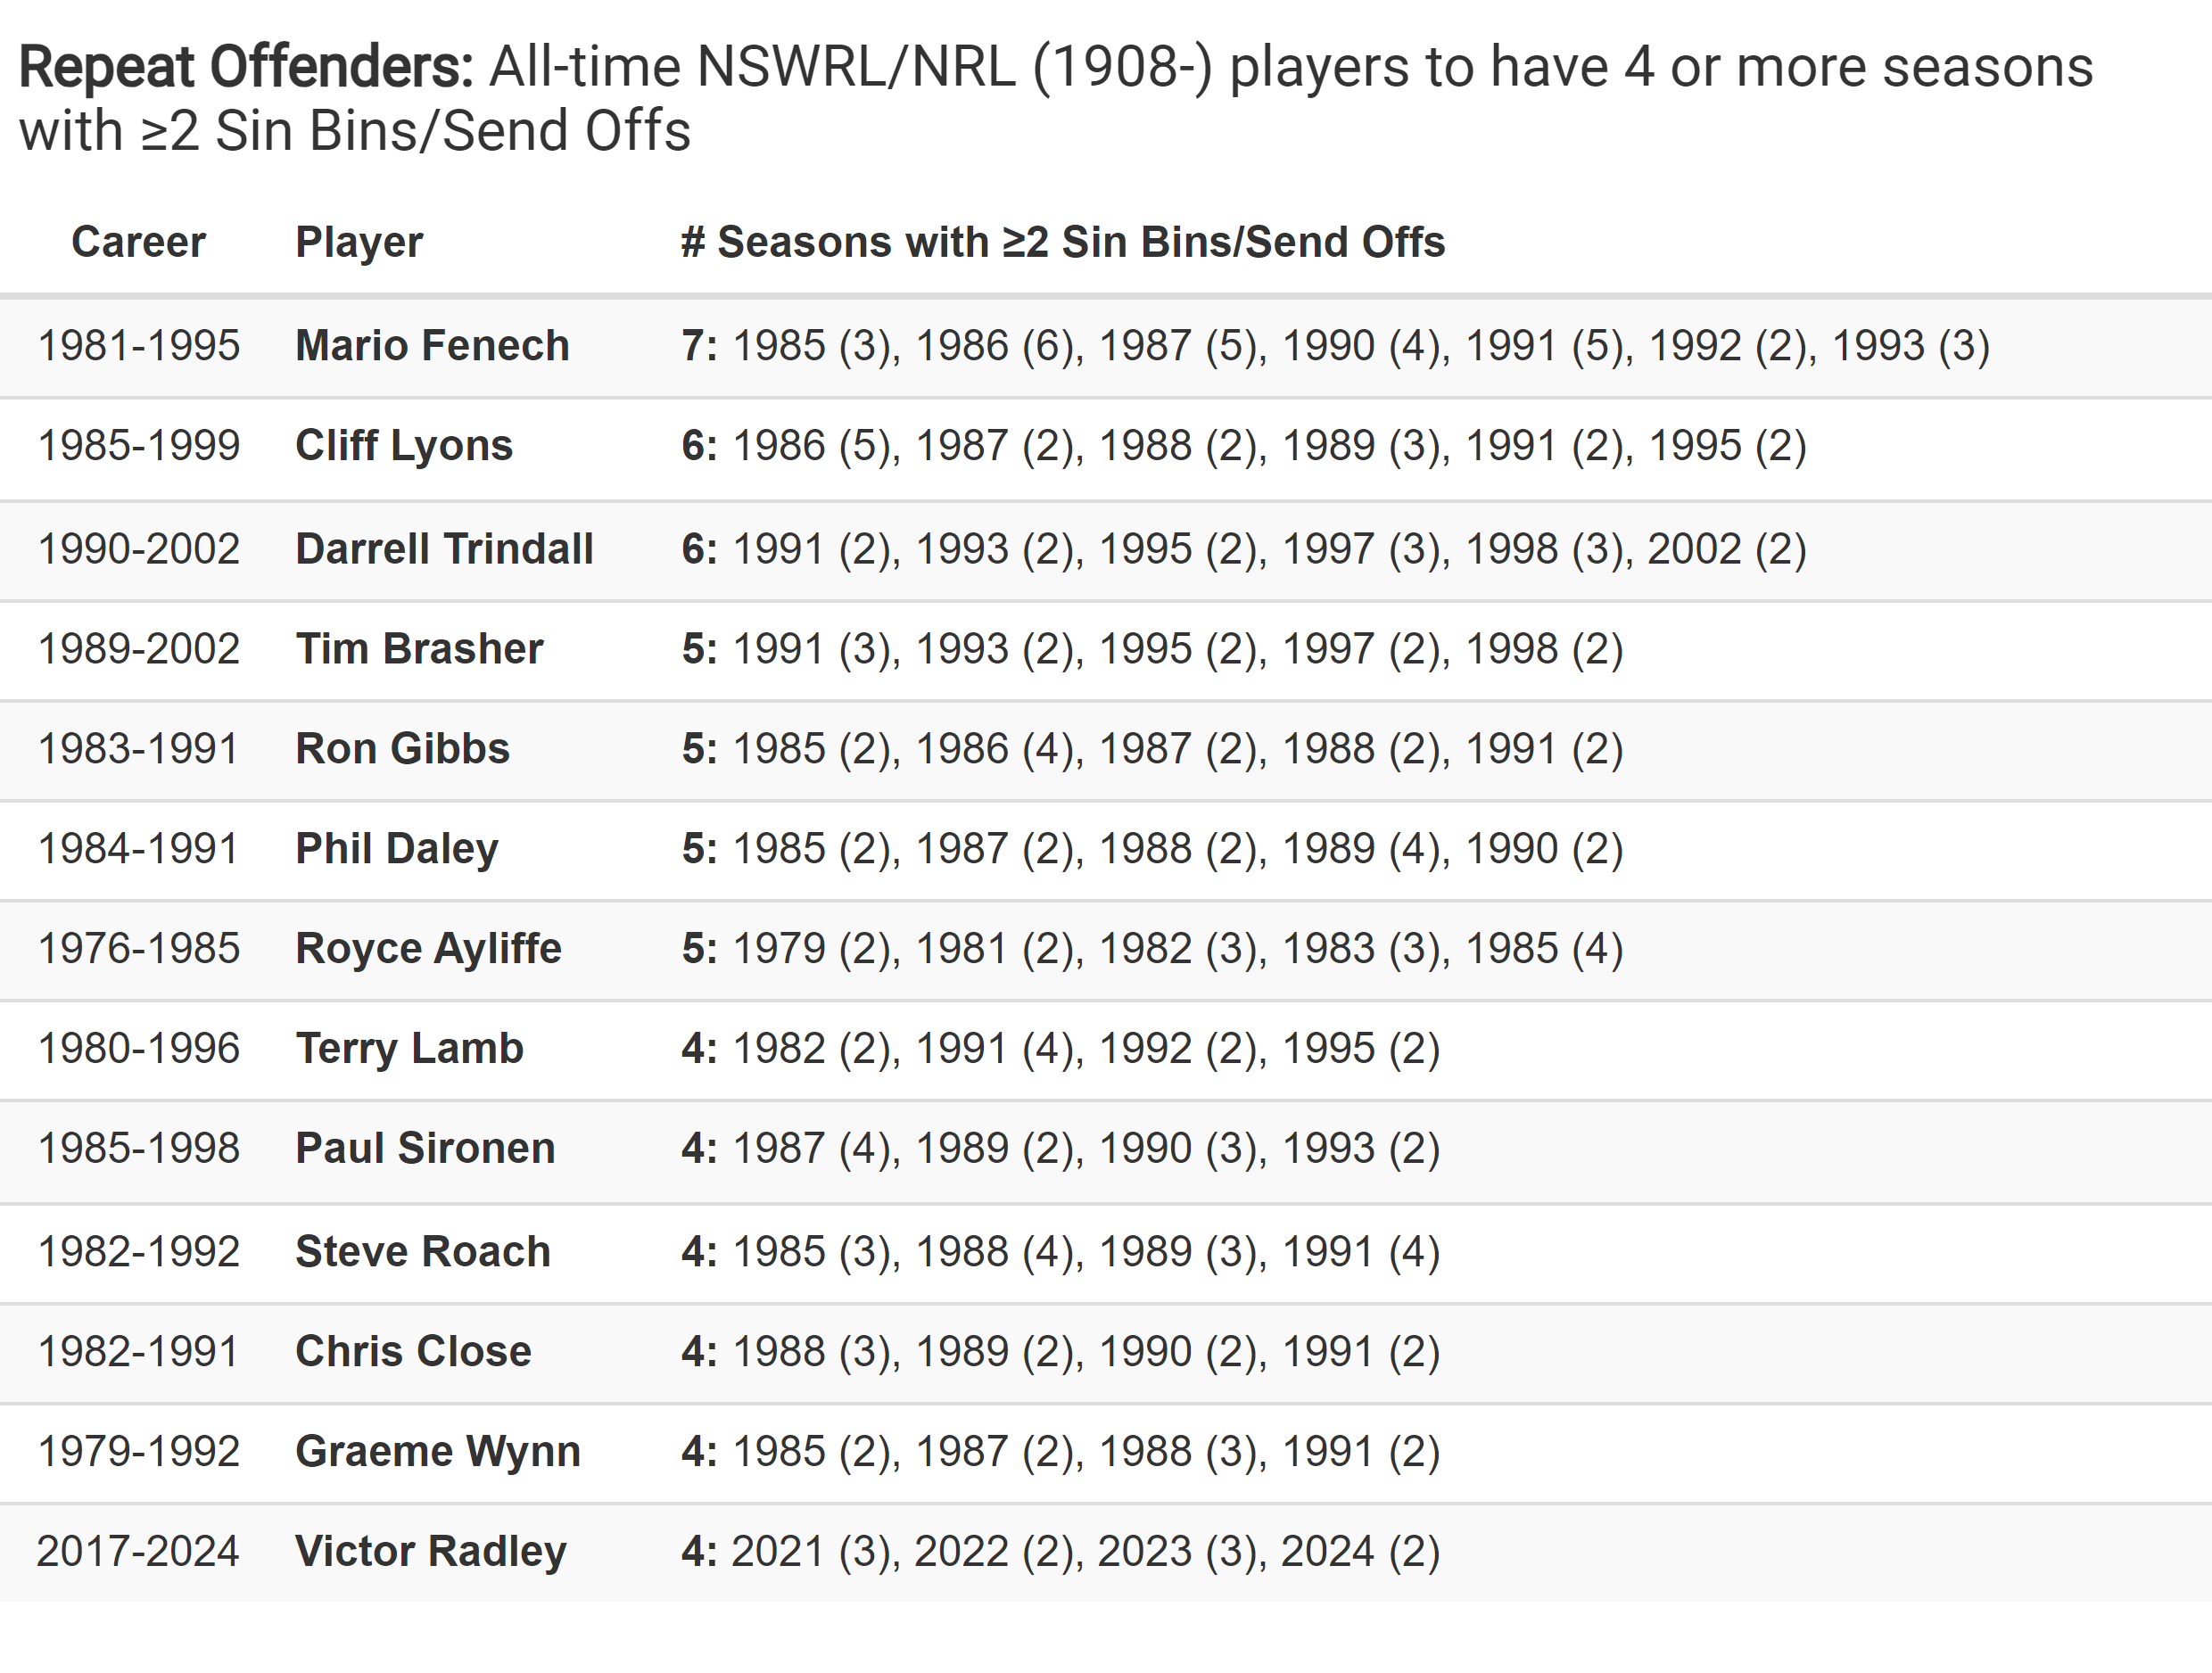 Repeat Offenders: All-time NSWRL/NRL (1908-) players to have 4 or more seasons
with ≥2 Sin Bins/Send Offs
Career Player # Seasons with ≥2 Sin Bins/Send Offs
1981-1995 Mario Fenech 7: 1985 (3), 1986 (6), 1987 (5), 1990 (4), 1991 (5), 1992 (2), 1993 (3)
1985-1999 Cliff Lyons 6: 1986 (5), 1987 (2), 1988 (2), 1989 (3), 1991 (2), 1995 (2)
1990-2002 Darrell Trindall 6: 1991 (2), 1993 (2), 1995 (2), 1997 (3), 1998 (3), 2002 (2)
1989-2002 Tim Brasher 5: 1991 (3), 1993 (2), 1995 (2), 1997 (2), 1998 (2)
1983-1991 Ron Gibbs 5: 1985 (2), 1986 (4), 1987 (2), 1988 (2), 1991 (2)
1984-1991 Phil Daley 5: 1985 (2), 1987 (2), 1988 (2), 1989 (4), 1990 (2)
1976-1985 Royce Ayliffe 5: 1979 (2), 1981 (2), 1982 (3), 1983 (3), 1985 (4)
1980-1996 Terry Lamb 4: 1982 (2), 1991 (4), 1992 (2), 1995 (2)
1985-1998 Paul Sironen 4: 1987 (4), 1989 (2), 1990 (3), 1993 (2)
1982-1992 Steve Roach 4: 1985 (3), 1988 (4), 1989 (3), 1991 (4)
1982-1991 Chris Close 4: 1988 (3), 1989 (2), 1990 (2), 1991 (2)
1979-1992 Graeme Wynn 4: 1985 (2), 1987 (2), 1988 (3), 1991 (2)
2017-2024 Victor Radley 4: 2021 (3), 2022 (2), 2023 (3), 2024 (2)